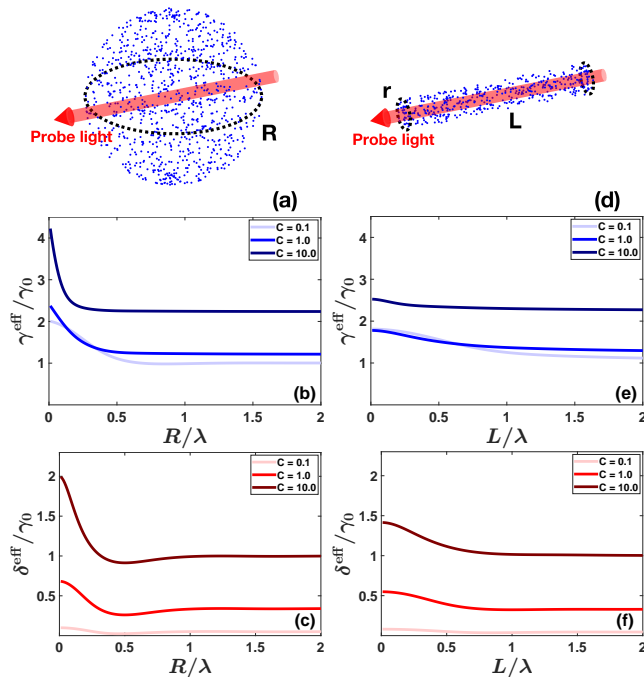 Probe light
R
(a)
r
L
Probe light
(d)
γ^eff/γ₀
4
3
2
1
C = 0.1
C = 1.0
C = 10.0
(b)
0 0.5 1 1.5 2
R/λ
γ^eff/γ₀
4
3
2
1
C = 0.1
C = 1.0
C = 10.0
(e)
0 0.5 1 1.5 2
L/λ
δ^eff/γ₀
2
1.5
1
0.5
C = 0.1
C = 1.0
C = 10.0
(c)
0 0.5 1 1.5 2
R/λ
δ^eff/γ₀
2
1.5
1
0.5
C = 0.1
C = 1.0
C = 10.0
(f)
0 0.5 1 1.5 2
L/λ